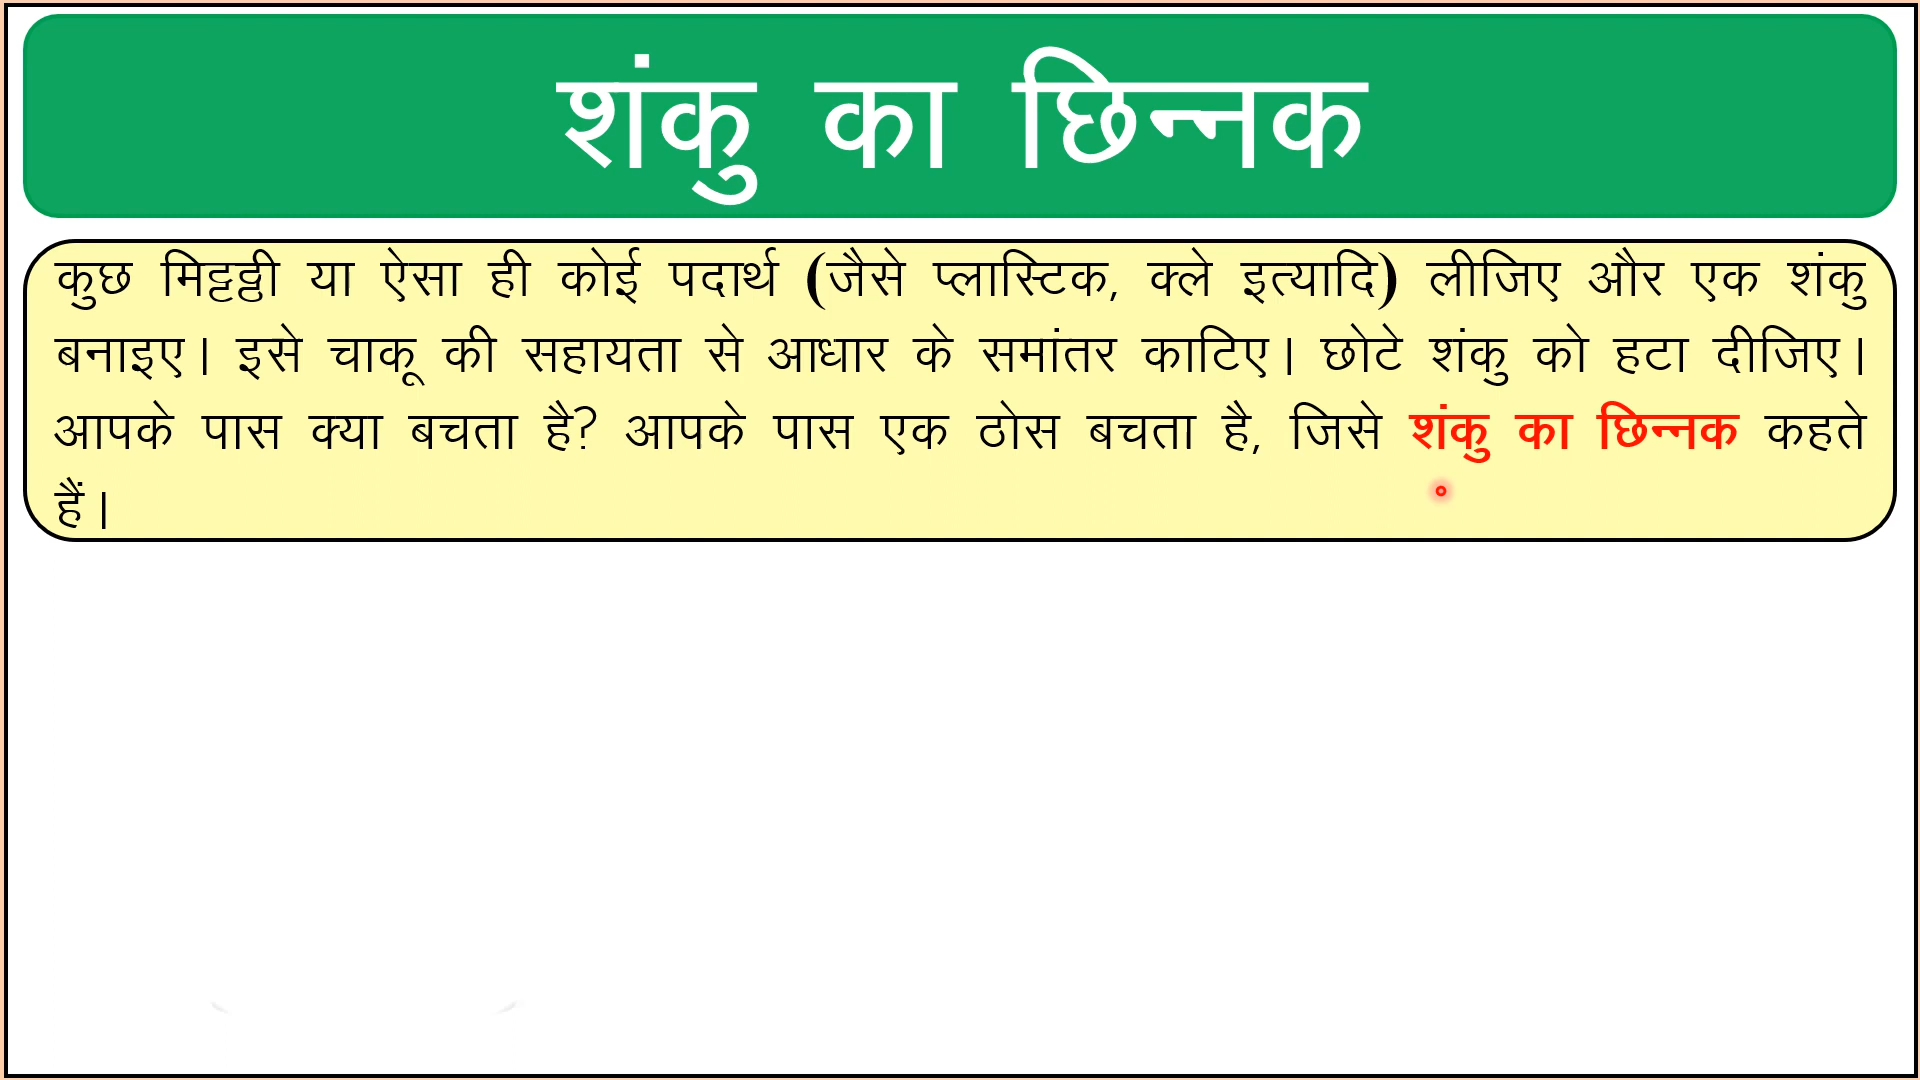 शंकु का छिन्नक
कुछ मिट्टठ्ठी या ऐसा ही कोई पदार्थ (जैसे प्लास्टिक, क्ले इत्यादि) लीजिए और एक शंकु
बनाइए। इसे चाकू की सहायता से आधार के समांतर काटिए। छोटे शंकु को हटा दीजिए।
आपके पास क्या बचता है? आपके पास एक ठोस बचता है, जिसे शंकु का छिन्नक कहते
हैं।